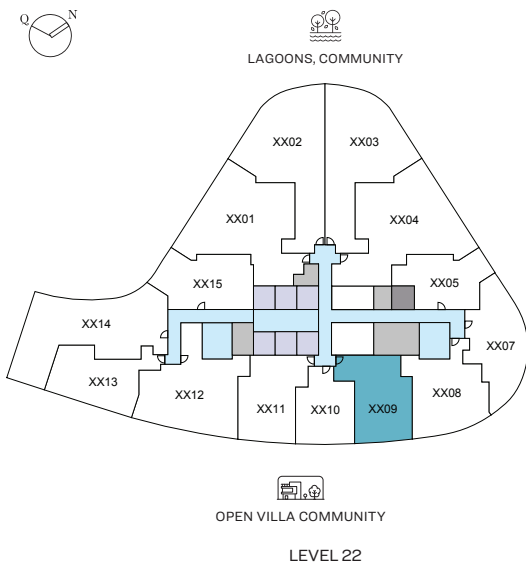 Q N
LAGOONS, COMMUNITY
XX02 XX03
XX01 XX04
XX15 XX05
XX14 XX07
XX13 XX12 XX11 XX10 XX09 XX08
OPEN VILLA COMMUNITY
LEVEL 22